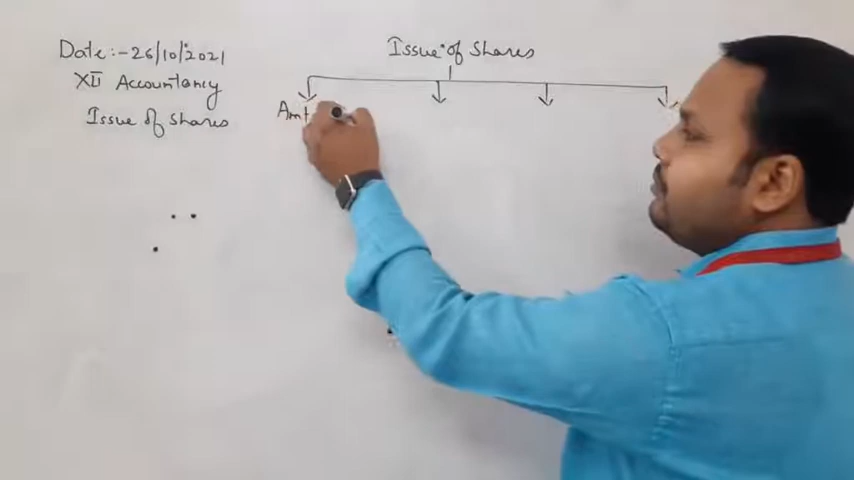 Date:-26/10/2021
XII Accountancy
Issue of Shares
Issue of Shares
Amt